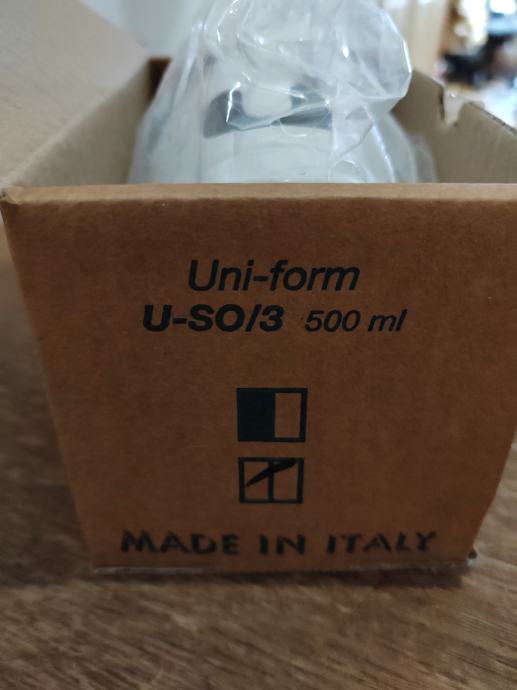 Uni-form
U-SO/3 500 ml
MADE IN ITALY